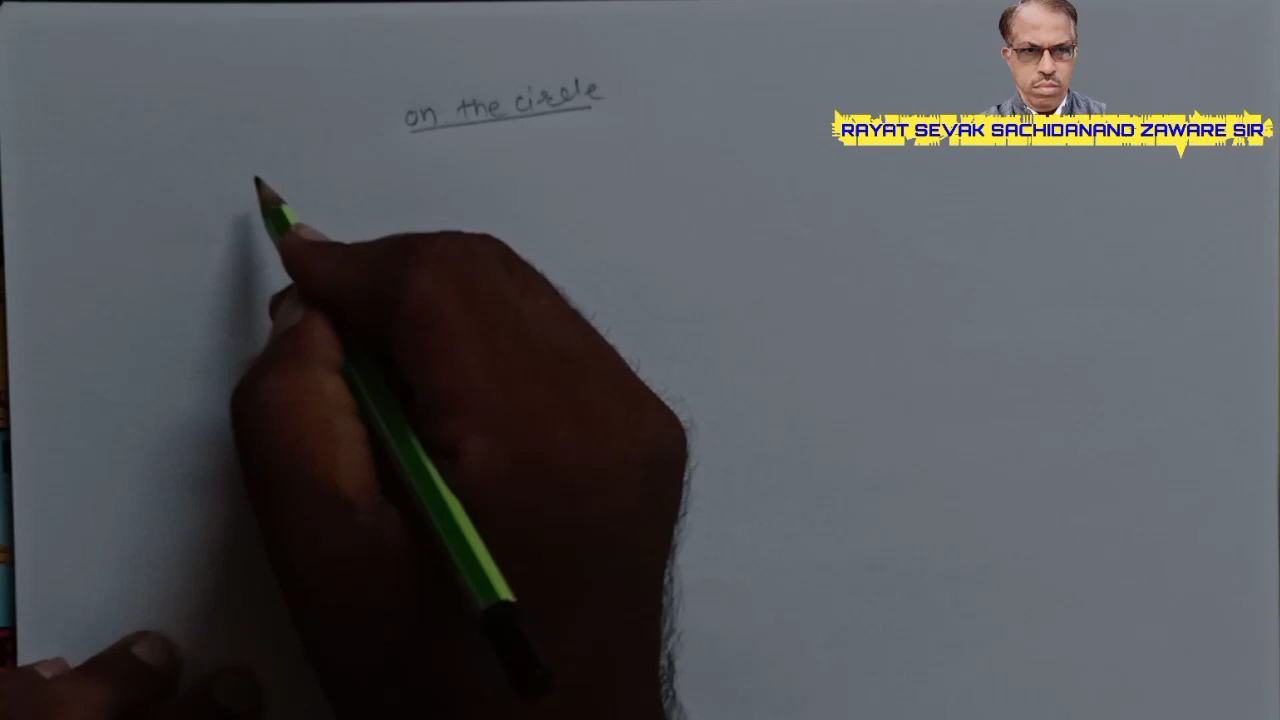 on the circle
RAYAT SEVAK SACHIDANAND ZAWARE SIR